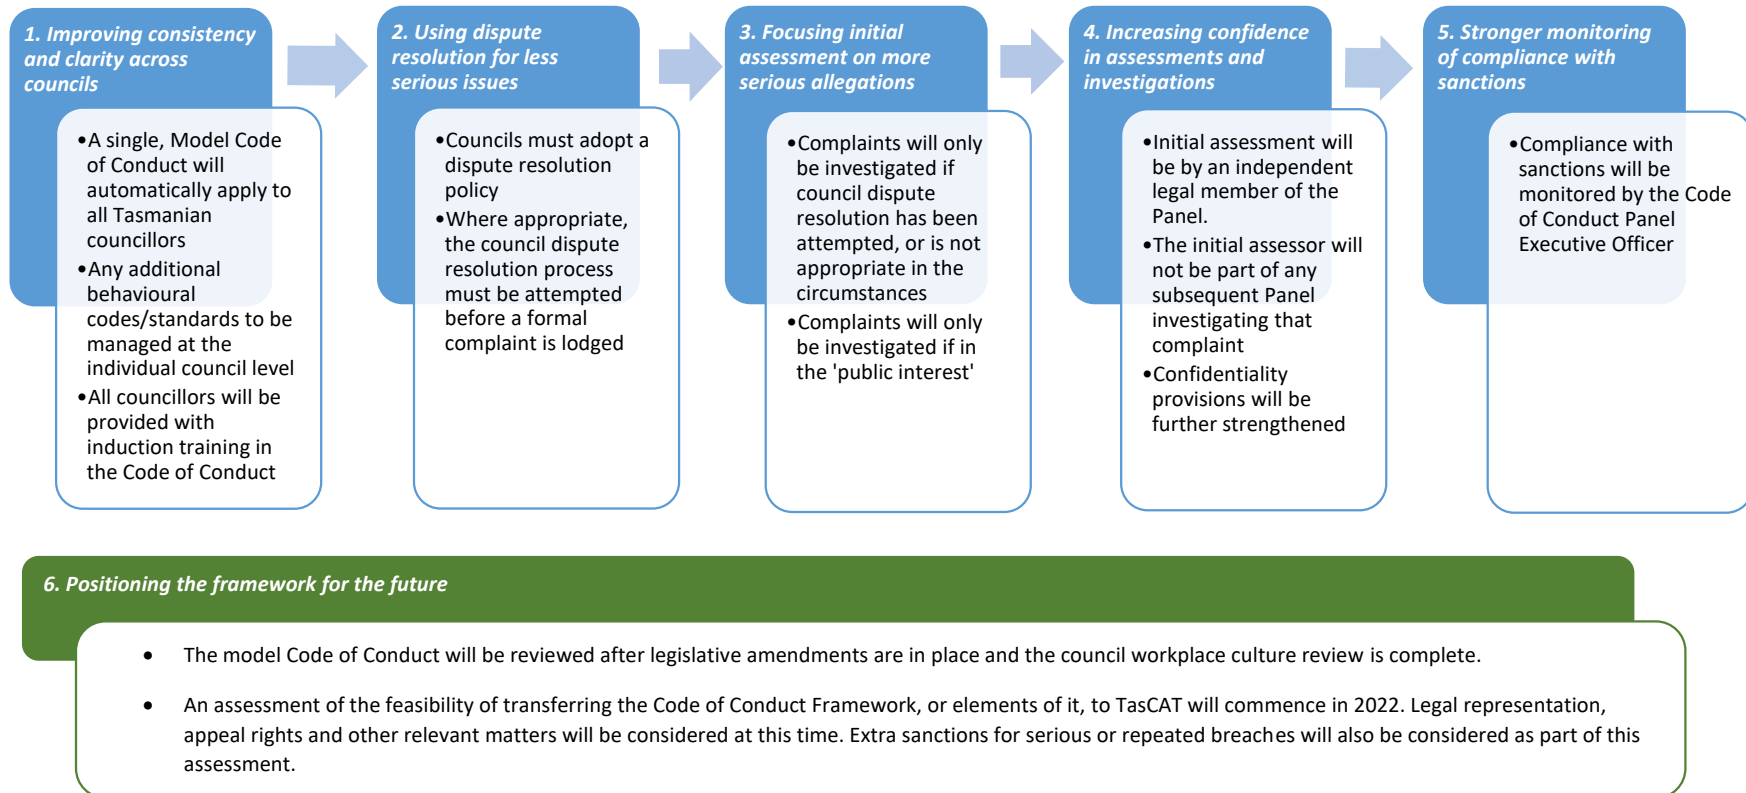 1. Improving consistency
and clarity across
councils
•A single, Model Code
of Conduct will
automatically apply to
all Tasmanian
councillors
•Any additional
behavioural
codes/standards to be
managed at the
individual council level
•All councillors will be
provided with
induction training in
the Code of Conduct
2. Using dispute
resolution for less
serious issues
•Councils must adopt a
dispute resolution
policy
•Where appropriate,
the council dispute
resolution process
must be attempted
before a formal
complaint is lodged
3. Focusing initial
assessment on more
serious allegations
•Complaints will only
be investigated if
council dispute
resolution has been
attempted, or is not
appropriate in the
circumstances
•Complaints will only
be investigated if in
the 'public interest'
4. Increasing confidence
in assessments and
investigations
•Initial assessment will
be by an independent
legal member of the
Panel.
•The initial assessor will
not be part of any
subsequent Panel
investigating that
complaint
•Confidentiality
provisions will be
further strengthened
5. Stronger monitoring
of compliance with
sanctions
•Compliance with
sanctions will be
monitored by the Code
of Conduct Panel
Executive Officer
6. Positioning the framework for the future
• The model Code of Conduct will be reviewed after legislative amendments are in place and the council workplace culture review is complete.
• An assessment of the feasibility of transferring the Code of Conduct Framework, or elements of it, to TasCAT will commence in 2022. Legal representation,
appeal rights and other relevant matters will be considered at this time. Extra sanctions for serious or repeated breaches will also be considered as part of this
assessment.